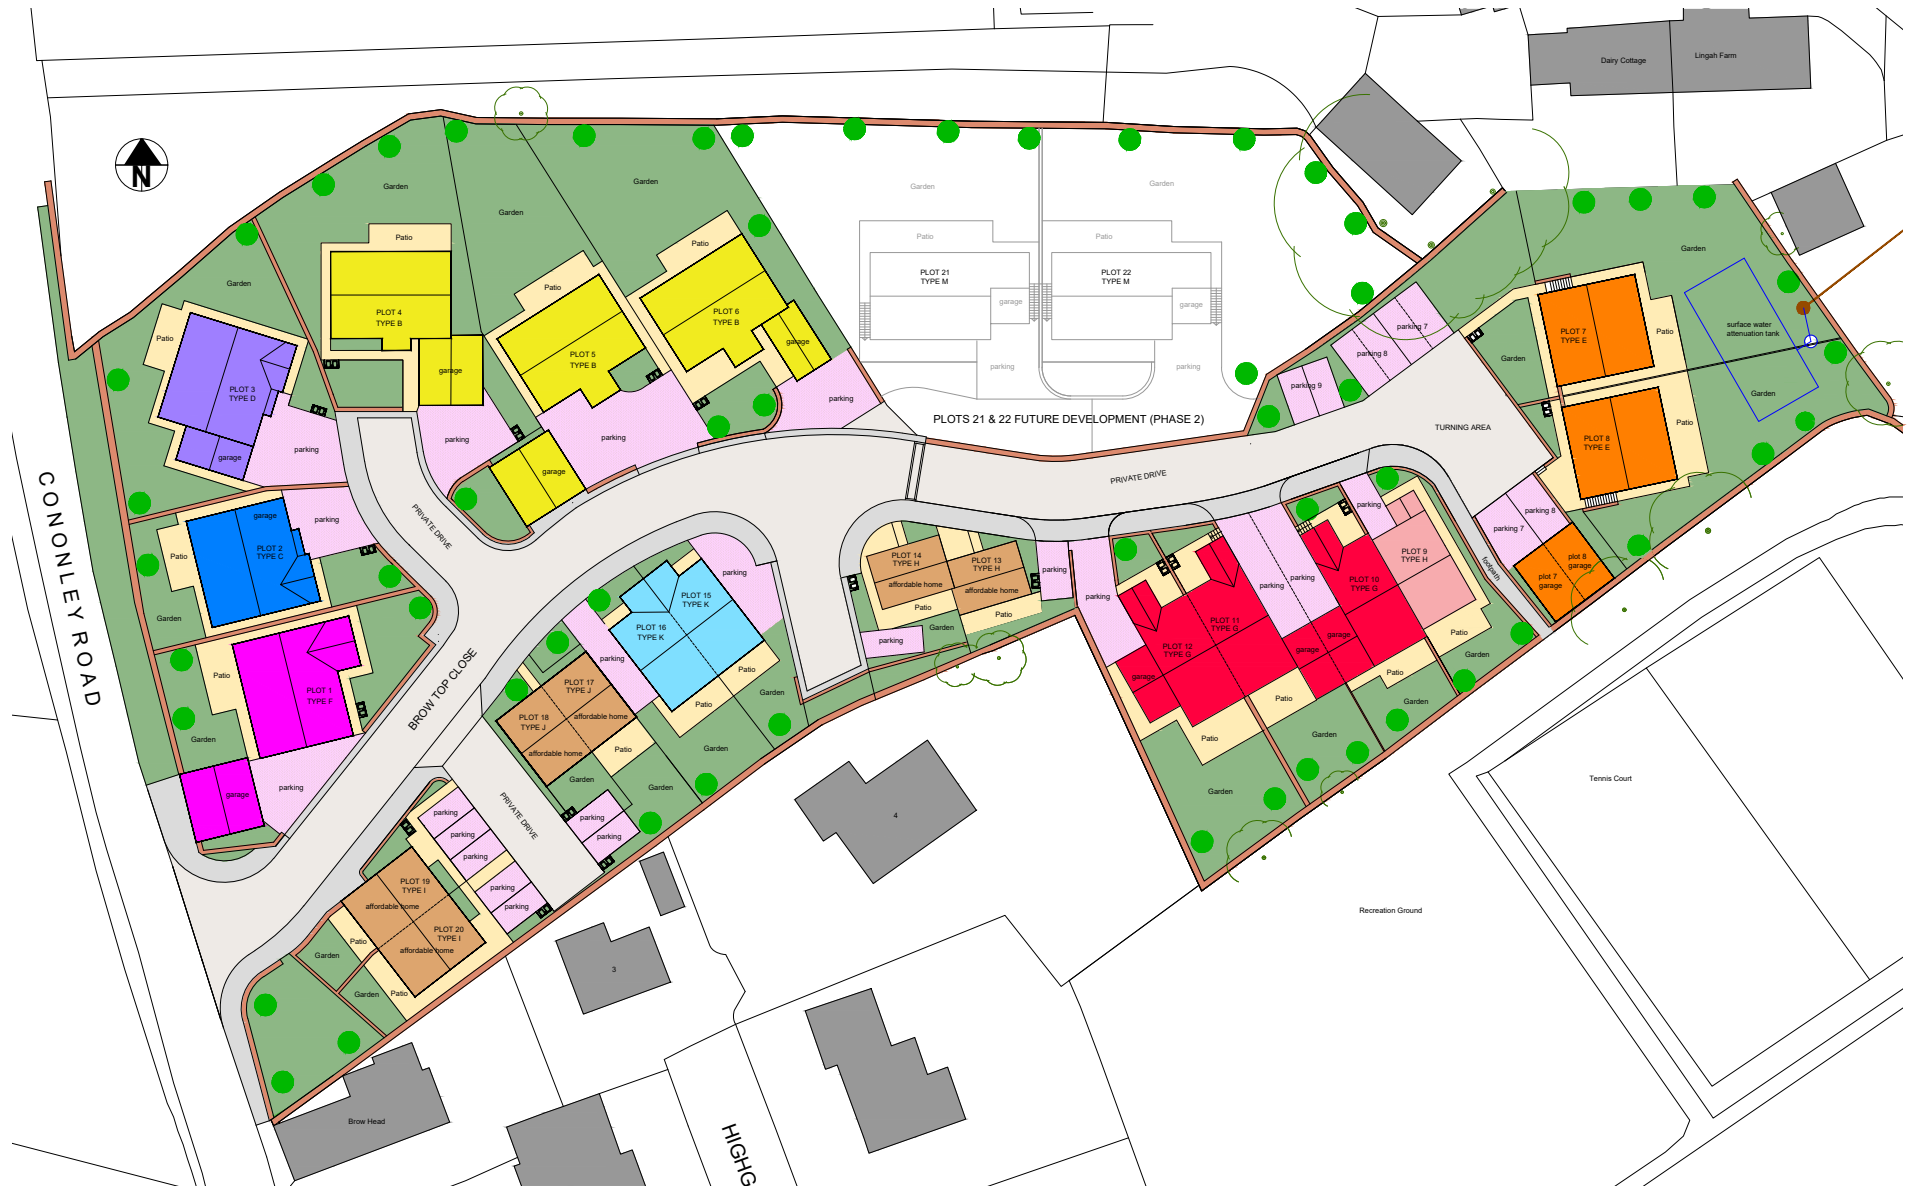 Dairy Cottage
Lingah Farm
N
Garden
Garden
Garden
Garden
Garden
Garden
Patio
Patio
Patio
Patio
Patio
PLOT 4
TYPE B
garage
PLOT 5
TYPE B
PLOT 6
TYPE B
garage
parking
PLOT 21
TYPE M
garage
parking
PLOT 22
TYPE M
garage
parking
PLOTS 21 & 22 FUTURE DEVELOPMENT (PHASE 2)
parking 7
parking 8
parking 9
TURNING AREA
Garden
Garden
PLOT 7
TYPE E
Patio
surface water
attenuation tank
Garden
PLOT 8
TYPE E
Patio
parking 8
parking 7
plot 8
garage
plot 7
garage
footpath
Patio
PLOT 3
TYPE D
garage
parking
parking
parking
garage
CONONLEY ROAD
garage
PLOT 2
TYPE C
Patio
parking
Garden
PRIVATE DRIVE
PRIVATE DRIVE
PLOT 1
TYPE F
Patio
Garden
garage
parking
BROW TOP CLOSE
PLOT 14
TYPE H
affordable home
Patio
PLOT 13
TYPE H
affordable home
Patio
parking
Garden
parking
parking
PLOT 15
TYPE K
PLOT 16
TYPE K
parking
parking
Patio
Patio
Garden
Garden
PLOT 17
TYPE J
affordable home
PLOT 18
TYPE J
affordable home
Patio
Garden
Garden
parking
parking
PRIVATE DRIVE
parking
parking
parking
parking
parking
PLOT 19
TYPE I
affordable home
PLOT 20
TYPE I
affordable home
Patio
Garden
Garden
Patio
PLOT 9
TYPE H
parking
PLOT 10
TYPE G
parking
parking
PLOT 11
TYPE G
PLOT 12
TYPE G
garage
garage
garage
Patio
Garden
Patio
Garden
Patio
Garden
Patio
Garden
4
3
Brow Head
HIGHG
Tennis Court
Recreation Ground